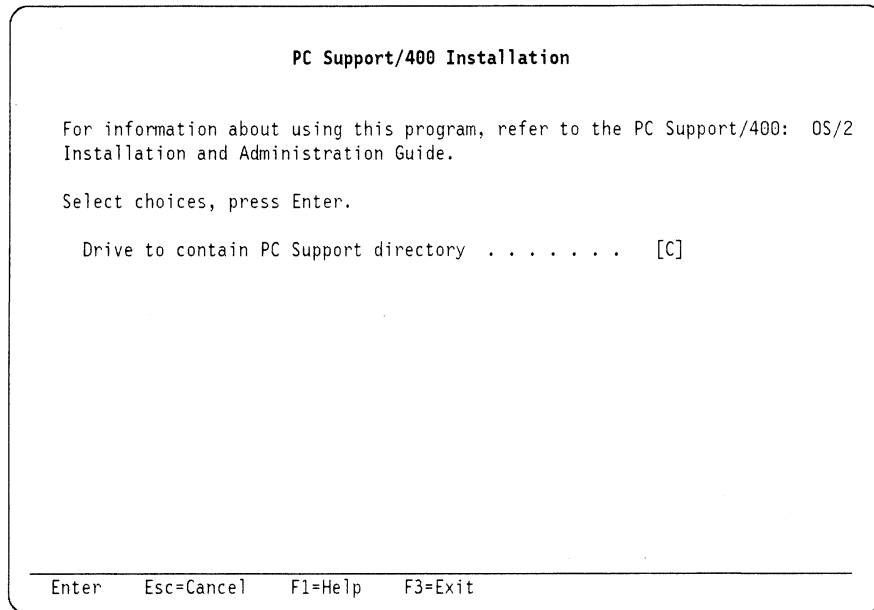 PC Support/400 Installation
For information about using this program, refer to the PC Support/400: OS/2
Installation and Administration Guide.
Select choices, press Enter.
Drive to contain PC Support directory . . . . . . . [C]
Enter Esc=Cancel F1=Help F3=Exit